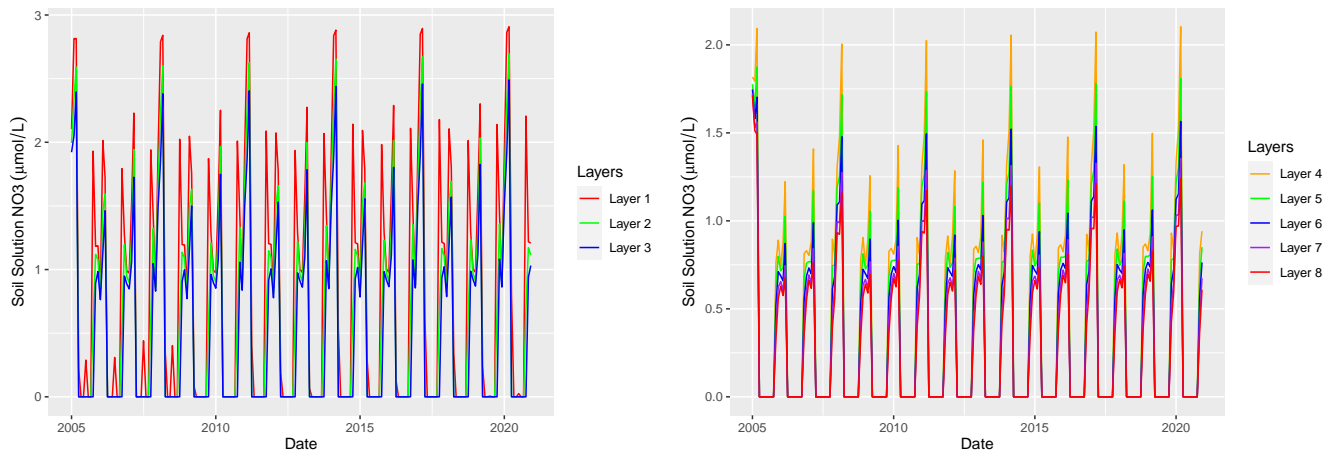 Soil Solution NO3 (μmol/L)
3
2
1
0
2005
2010
2015
2020
Date
Layers
Layer 1
Layer 2
Layer 3
Soil Solution NO3 (μmol/L)
2.0
1.5
1.0
0.5
0.0
2005
2010
2015
2020
Date
Layers
Layer 4
Layer 5
Layer 6
Layer 7
Layer 8